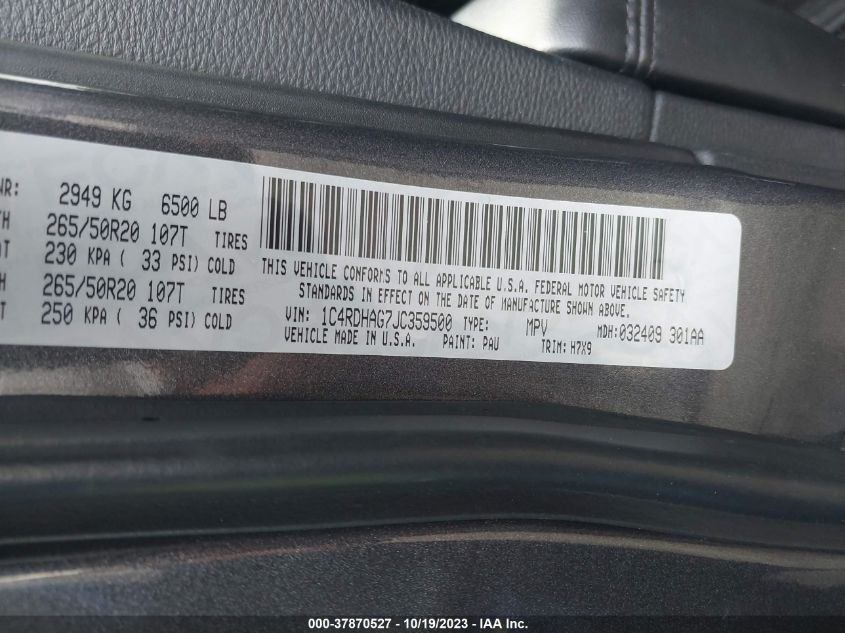 WR: 2949 KG 6500 LB
265/50R20 107T TIRES
230 KPA ( 33 PSI) COLD
265/50R20 107T TIRES
250 KPA ( 36 PSI) COLD
THIS VEHICLE CONFORMS TO ALL APPLICABLE U.S.A. FEDERAL MOTOR VEHICLE SAFETY
STANDARDS IN EFFECT ON THE DATE OF MANUFACTURE SHOWN ABOVE.
VIN: 1C4RDHAG7JC359500 TYPE: MPV MDH:032409 301AA
VEHICLE MADE IN U.S.A. PAINT: PAU TRIM: H7X9
000-37870527 - 10/19/2023 - IAA Inc.